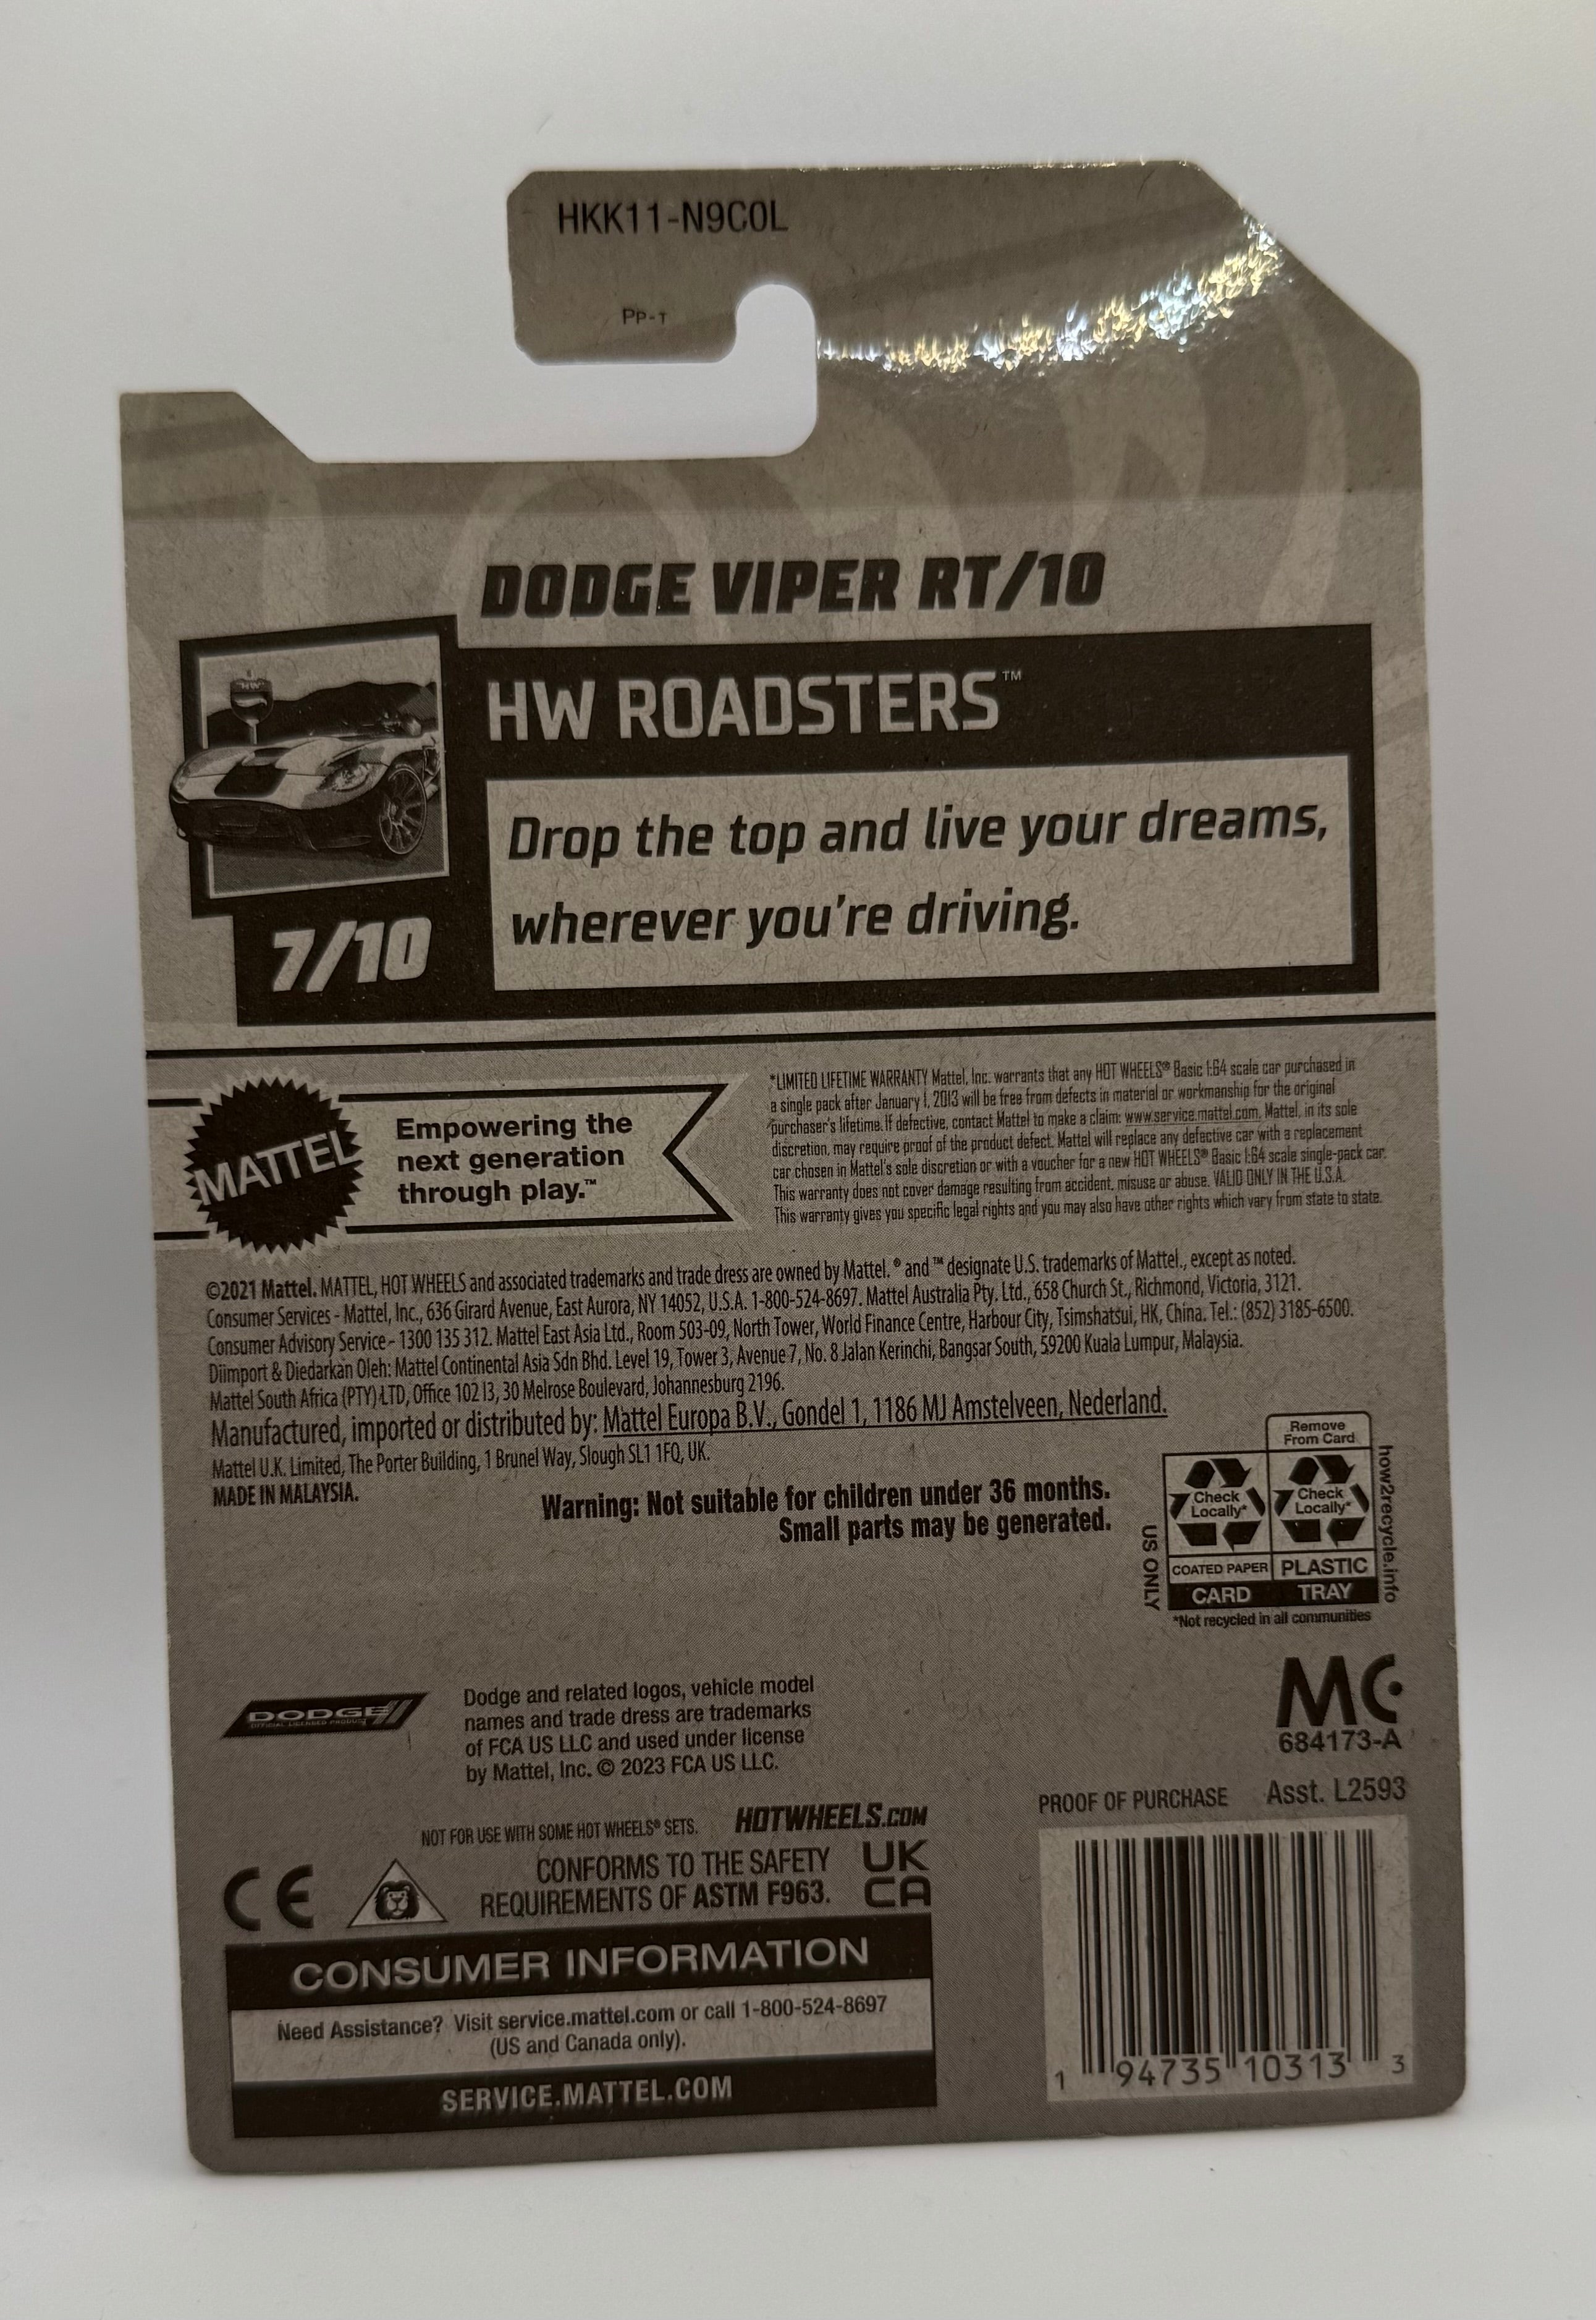 HKK11-N9C0L
PP-T
DODGE VIPER RT/10
HW ROADSTERS™
Drop the top and live your dreams,
wherever you're driving.
HW
7/10
MATTEL
Empowering the
next generation
through play.™
*LIMITED LIFETIME WARRANTY Mattel, Inc. warrants that any HOT WHEELS® Basic 1:64 scale car purchased in
a single pack after January 1, 2013 will be free from defects in material or workmanship for the original
purchaser's lifetime. If defective, contact Mattel to make a claim: www.service.mattel.com. Mattel, in its sole
discretion, may require proof of the product defect. Mattel will replace any defective car with a replacement
car chosen in Mattel's sole discretion or with a voucher for a new HOT WHEELS® Basic 1:64 scale single-pack car.
This warranty does not cover damage resulting from accident, misuse or abuse. VALID ONLY IN THE U.S.A.
This warranty gives you specific legal rights and you may also have other rights which vary from state to state.
©2021 Mattel. MATTEL, HOT WHEELS and associated trademarks and trade dress are owned by Mattel. ® and ™ designate U.S. trademarks of Mattel., except as noted.
Consumer Services - Mattel, Inc., 636 Girard Avenue, East Aurora, NY 14052, U.S.A. 1-800-524-8697. Mattel Australia Pty. Ltd., 658 Church St., Richmond, Victoria, 3121.
Consumer Advisory Service - 1300 135 312. Mattel East Asia Ltd., Room 503-09, North Tower, World Finance Centre, Harbour City, Tsimshatsui, HK, China. Tel.: (852) 3185-6500.
Diimport & Diedarkan Oleh: Mattel Continental Asia Sdn Bhd. Level 19, Tower 3, Avenue 7, No. 8 Jalan Kerinchi, Bangsar South, 59200 Kuala Lumpur, Malaysia.
Mattel South Africa (PTY) LTD, Office 102 I3, 30 Melrose Boulevard, Johannesburg 2196.
Manufactured, imported or distributed by: Mattel Europa B.V., Gondel 1, 1186 MJ Amstelveen, Nederland.
Mattel U.K. Limited, The Porter Building, 1 Brunel Way, Slough SL1 1FQ, UK.
MADE IN MALAYSIA.
Warning: Not suitable for children under 36 months.
Small parts may be generated.
Remove
From Card
Check
Locally*
Check
Locally*
COATED PAPER
PLASTIC
CARD
TRAY
US ONLY
how2recycle.info
*Not recycled in all communities
DODGE
OFFICIAL LICENSED PRODUCT
Dodge and related logos, vehicle model
names and trade dress are trademarks
of FCA US LLC and used under license
by Mattel, Inc. © 2023 FCA US LLC.
MC
684173-A
PROOF OF PURCHASE
Asst. L2593
NOT FOR USE WITH SOME HOT WHEELS® SETS.
HOTWHEELS.COM
CE
CONFORMS TO THE SAFETY
REQUIREMENTS OF ASTM F963.
UK
CA
CONSUMER INFORMATION
Need Assistance? Visit service.mattel.com or call 1-800-524-8697
(US and Canada only).
SERVICE.MATTEL.COM
1 94735 10313 3